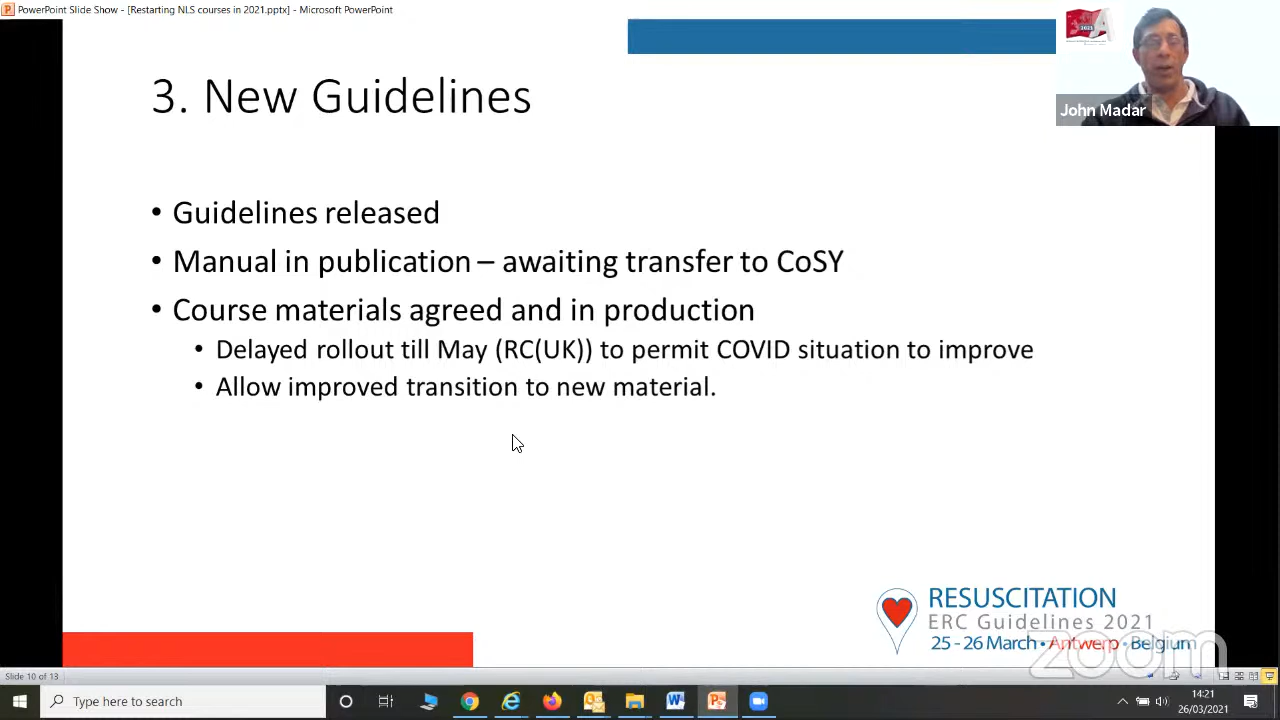 PowerPoint Slide Show - [Restarting NLS courses in 2021.pptx] - Microsoft PowerPoint
2021
John Madar
3. New Guidelines
• Guidelines released
• Manual in publication – awaiting transfer to CoSY
• Course materials agreed and in production
• Delayed rollout till May (RC(UK)) to permit COVID situation to improve
• Allow improved transition to new material.
RESUSCITATION
ERC Guidelines 2021
25 - 26 March • Antwerp • Belgium
zoom
Slide 10 of 13
Type here to search
14:21
26/03/2021